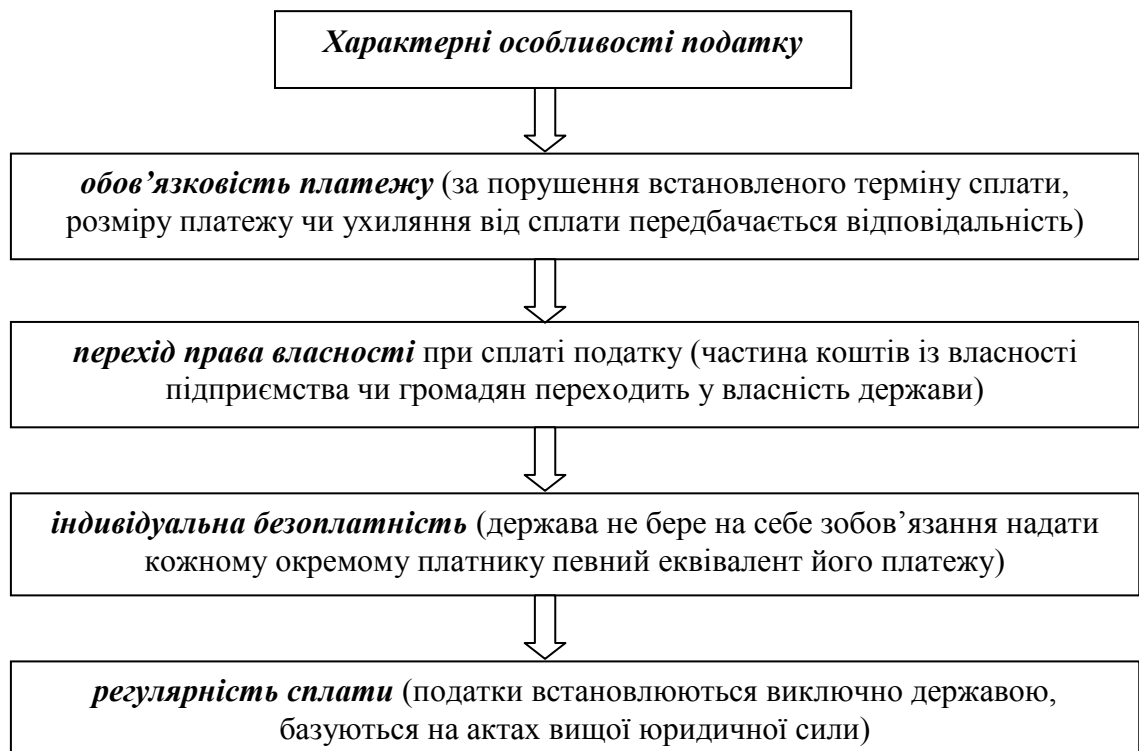 Характерні особливості податку
обов’язковість платежу (за порушення встановленого терміну сплати,
розміру платежу чи ухиляння від сплати передбачається відповідальність)
перехід права власності при сплаті податку (частина коштів із власності
підприємства чи громадян переходить у власність держави)
індивідуальна безоплатність (держава не бере на себе зобов’язання надати
кожному окремому платнику певний еквівалент його платежу)
регулярність сплати (податки встановлюються виключно державою,
базуються на актах вищої юридичної сили)